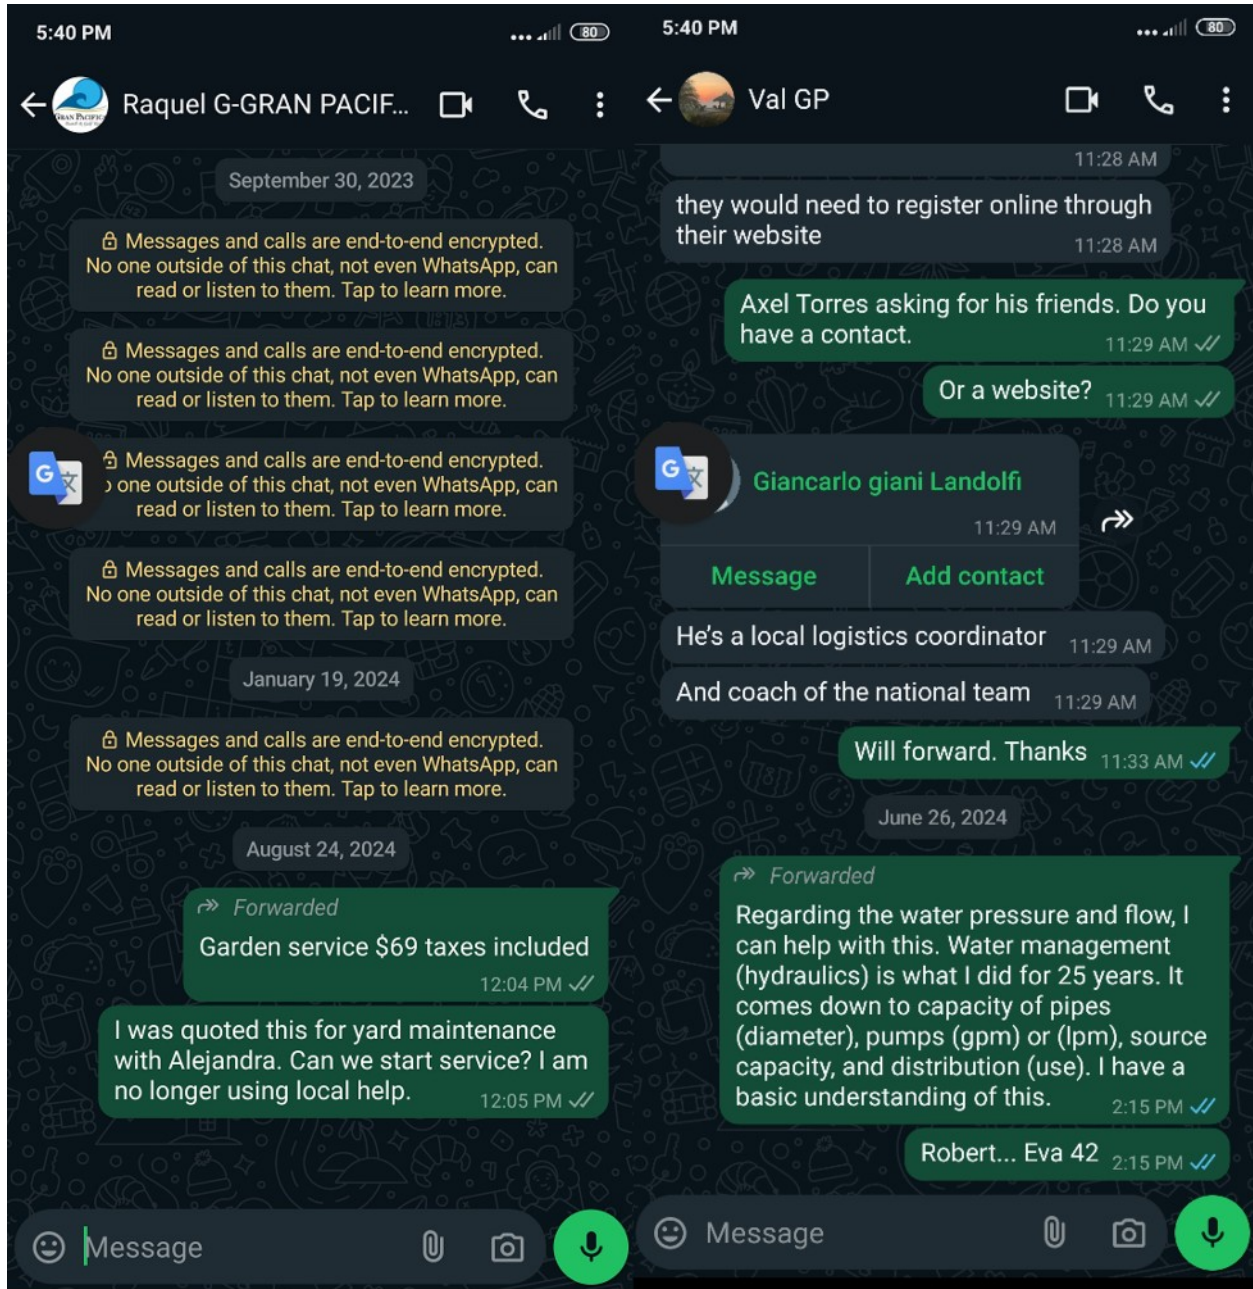 5:40 PM
80
Raquel G-GRAN PACIF...
September 30, 2023
Messages and calls are end-to-end encrypted.
No one outside of this chat, not even WhatsApp, can
read or listen to them. Tap to learn more.
Messages and calls are end-to-end encrypted.
No one outside of this chat, not even WhatsApp, can
read or listen to them. Tap to learn more.
Messages and calls are end-to-end encrypted.
one outside of this chat, not even WhatsApp, can
read or listen to them. Tap to learn more.
Messages and calls are end-to-end encrypted.
No one outside of this chat, not even WhatsApp, can
read or listen to them. Tap to learn more.
January 19, 2024
Messages and calls are end-to-end encrypted.
No one outside of this chat, not even WhatsApp, can
read or listen to them. Tap to learn more.
August 24, 2024
Forwarded
Garden service $69 taxes included
12:04 PM
I was quoted this for yard maintenance
with Alejandra. Can we start service? I am
no longer using local help.
12:05 PM
Message
5:40 PM
80
Val GP
11:28 AM
they would need to register online through
their website
11:28 AM
Axel Torres asking for his friends. Do you
have a contact.
11:29 AM
Or a website? 11:29 AM
Giancarlo giani Landolfi
11:29 AM
Message Add contact
He's a local logistics coordinator 11:29 AM
And coach of the national team 11:29 AM
Will forward. Thanks 11:33 AM
June 26, 2024
Forwarded
Regarding the water pressure and flow, I
can help with this. Water management
(hydraulics) is what I did for 25 years. It
comes down to capacity of pipes
(diameter), pumps (gpm) or (lpm), source
capacity, and distribution (use). I have a
basic understanding of this.
2:15 PM
Robert... Eva 42 2:15 PM
Message